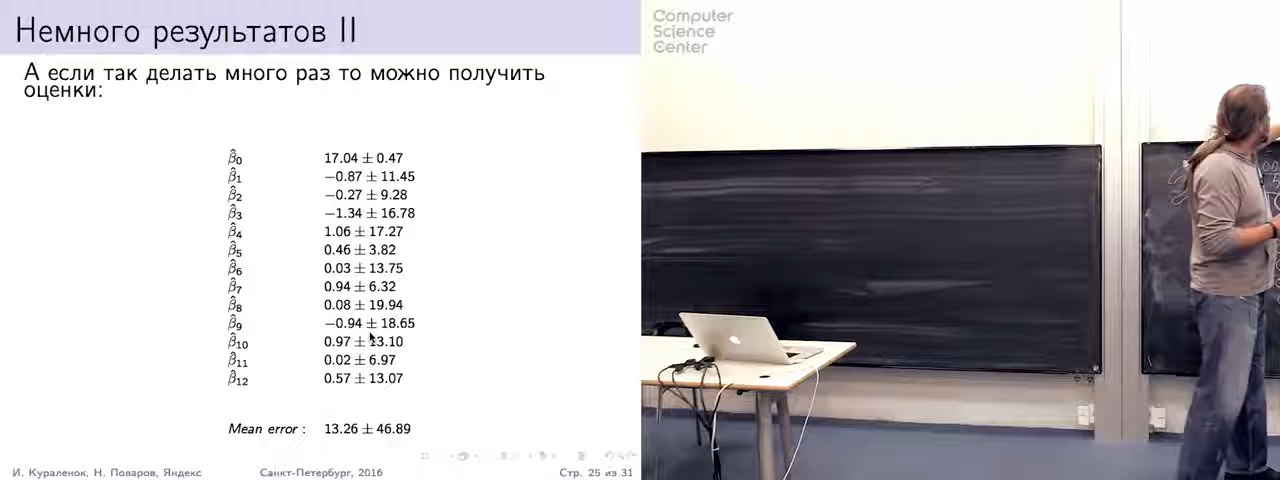 Немного результатов II
А если так делать много раз то можно получить
оценки:
β̂0 17.04 ± 0.47
β̂1 −0.87 ± 11.45
β̂2 −0.27 ± 9.28
β̂3 −1.34 ± 16.78
β̂4 1.06 ± 17.27
β̂5 0.46 ± 3.82
β̂6 0.03 ± 13.75
β̂7 0.94 ± 6.32
β̂8 0.08 ± 19.94
β̂9 −0.94 ± 18.65
β̂10 0.97 ± 13.10
β̂11 0.02 ± 6.97
β̂12 0.57 ± 13.07
Mean error : 13.26 ± 46.89
И. Кураленок, Н. Поваров, Яндекс Санкт-Петербург, 2016 Стр. 25 из 31
Computer
Science
Center